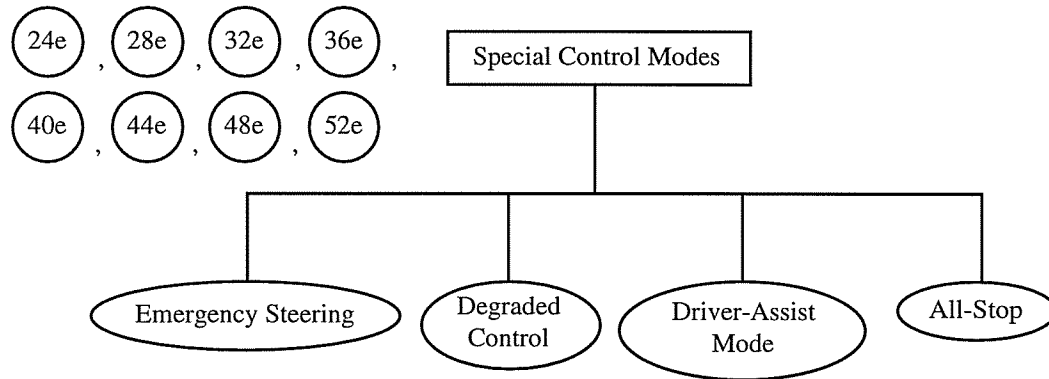 24e , 28e , 32e , 36e ,
40e , 44e , 48e , 52e
Special Control Modes
Emergency Steering
Degraded
Control
Driver-Assist
Mode
All-Stop